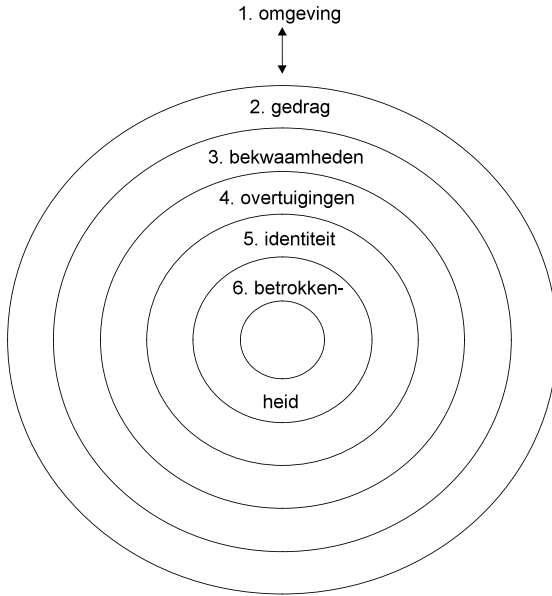 1. omgeving
2. gedrag
3. bekwaamheden
4. overtuigingen
5. identiteit
6. betrokken-
heid